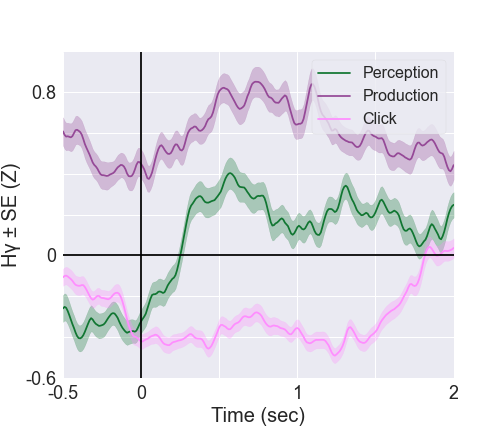 Perception
Production
Click
0.8
0
-0.6
-0.5
0
1
2
Time (sec)
Hγ ± SE (Z)